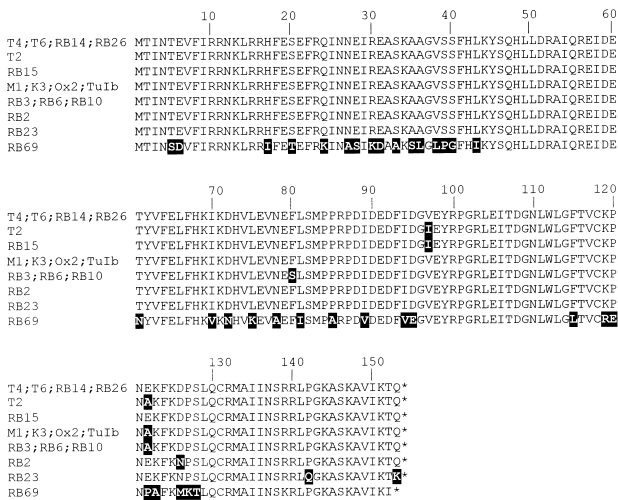 10 20 30 40 50 60
T4;T6;RB14;RB26 MTINTEVFIRRNKLRRHFESEFRQINNEIREASKAAGVSSFHLKYSQHLLDRAIQREIDE
T2 MTINTEVFIRRNKLRRHFESEFRQINNEIREASKAAGVSSFHLKYSQHLLDRAIQREIDE
RB15 MTINTEVFIRRNKLRRHFESEFRQINNEIREASKAAGVSSFHLKYSQHLLDRAIQREIDE
M1;K3;Ox2;TuIb MTINTEVFIRRNKLRRHFESEFRQINNEIREASKAAGVSSFHLKYSQHLLDRAIQREIDE
RB3;RB6;RB10 MTINTEVFIRRNKLRRHFESEFRQINNEIREASKAAGVSSFHLKYSQHLLDRAIQREIDE
RB2 MTINTEVFIRRNKLRRHFESEFRQINNEIREASKAAGVSSFHLKYSQHLLDRAIQREIDE
RB23 MTINTEVFIRRNKLRRHFESEFRQINNEIREASKAAGVSSFHLKYSQHLLDRAIQREIDE
RB69 MTINSDVFIRRNKLRRIFETEFRKINASIKDAAKSLGLPGFHIKYSQHLLDRAIQREIDE
70 80 90 100 110 120
T4;T6;RB14;RB26 TYVFELFHKIKDHVLEVNEFLSMPPRPDIDEDFIDGVEYRPGRLEITDGNLWLGFTVCKP
T2 TYVFELFHKIKDHVLEVNEFLSMPPRPDIDEDFIDGIEYRPGRLEITDGNLWLGFTVCKP
RB15 TYVFELFHKIKDHVLEVNEFLSMPPRPDIDEDFIDGIEYRPGRLEITDGNLWLGFTVCKP
M1;K3;Ox2;TuIb TYVFELFHKIKDHVLEVNEFLSMPPRPDIDEDFIDGVEYRPGRLEITDGNLWLGFTVCKP
RB3;RB6;RB10 TYVFELFHKIKDHVLEVNESLSMPPRPDIDEDFIDGVEYRPGRLEITDGNLWLGFTVCKP
RB2 TYVFELFHKIKDHVLEVNEFLSMPPRPDIDEDFIDGVEYRPGRLEITDGNLWLGFTVCKP
RB23 TYVFELFHKIKDHVLEVNEFLSMPPRPDIDEDFIDGVEYRPGRLEITDGNLWLGFTVCKP
RB69 NYVFELFHKVKNHVKEVAEFISMPARPDVDEDFVEGVEYRPGRLEITDGNLWLGLTVCRE
130 140 150
T4;T6;RB14;RB26 NEKFKDPSLQCRMAIINSRRLPGKASKAVIKTQ*
T2 NAKFKDPSLQCRMAIINSRRLPGKASKAVIKTQ*
RB15 NEKFKDPSLQCRMAIINSRRLPGKASKAVIKTQ*
M1;K3;Ox2;TuIb NAKFKDPSLQCRMAIINSRRLPGKASKAVIKTQ*
RB3;RB6;RB10 NAKFKDPSLQCRMAIINSRRLPGKASKAVIKTQ*
RB2 NEKFKNPSLQCRMAIINSRRLPGKASKAVIKTQ*
RB23 NEKFKDPSLQCRMAIINSRRLQGKASKAVIKTK*
RB69 NPAFKMKTLQCRMAIINSRRLPGKASKAVIKI*